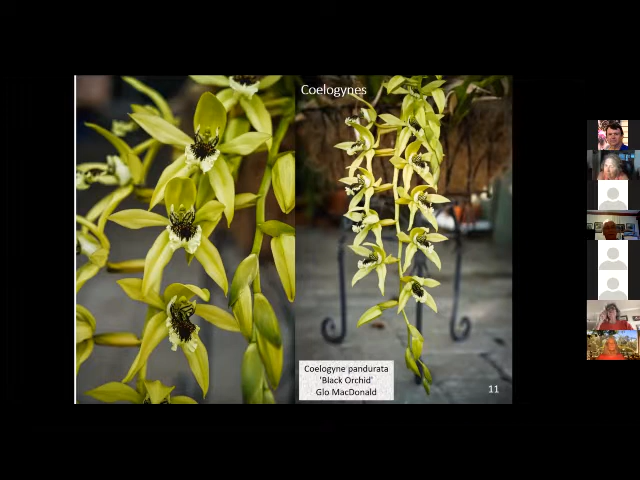 Coelogynes
Coelogyne pandurata
'Black Orchid'
Glo MacDonald
11